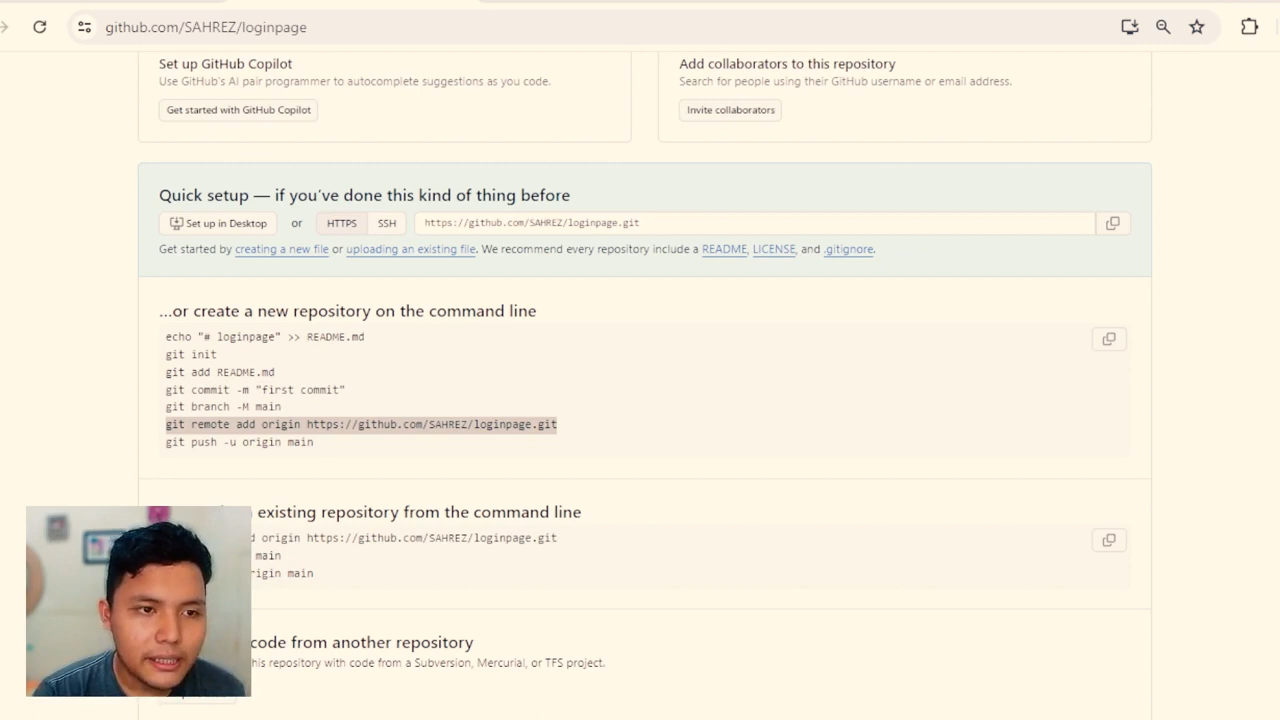 github.com/SAHREZ/loginpage
Set up GitHub Copilot
Use GitHub's AI pair programmer to autocomplete suggestions as you code.
Get started with GitHub Copilot
Add collaborators to this repository
Search for people using their GitHub username or email address.
Invite collaborators
Quick setup — if you've done this kind of thing before
Set up in Desktop or HTTPS SSH https://github.com/SAHREZ/loginpage.git
Get started by creating a new file or uploading an existing file. We recommend every repository include a README, LICENSE, and .gitignore.
...or create a new repository on the command line
echo "# loginpage" >> README.md
git init
git add README.md
git commit -m "first commit"
git branch -M main
git remote add origin https://github.com/SAHREZ/loginpage.git
git push -u origin main
existing repository from the command line
origin https://github.com/SAHREZ/loginpage.git
main
main
code from another repository
repository with code from a Subversion, Mercurial, or TFS project.